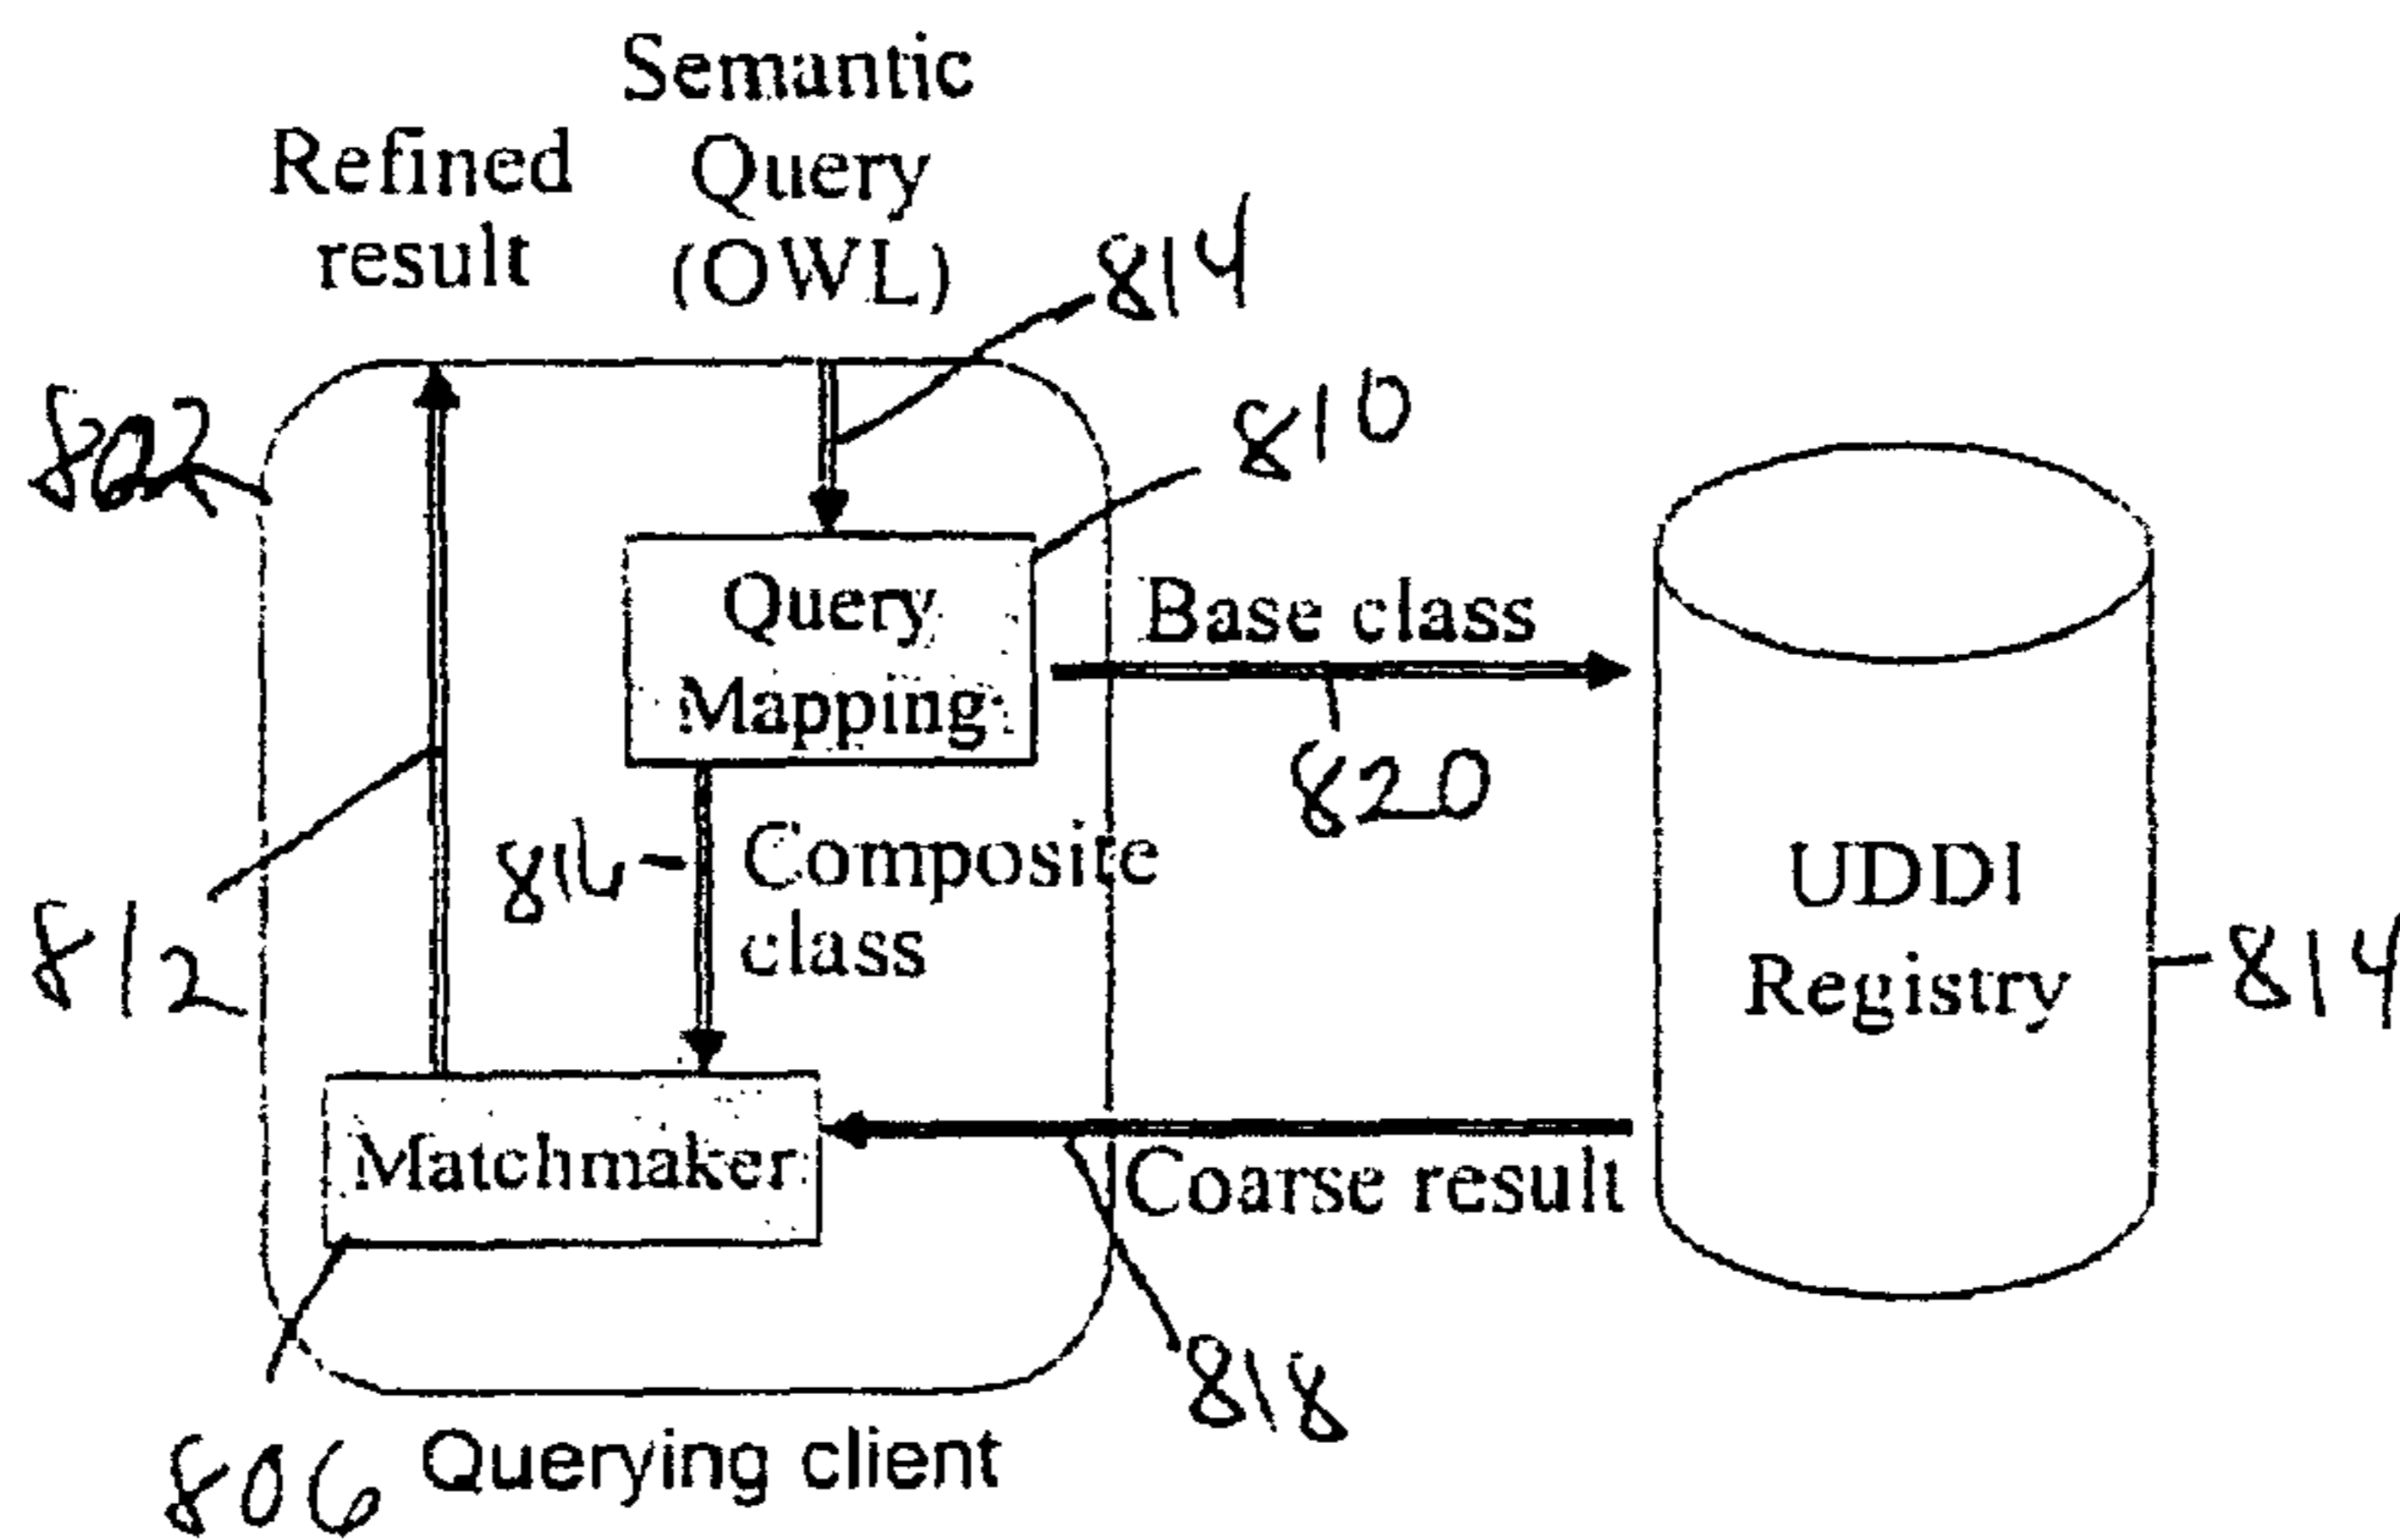 Semantic
Query
(OWL)
Refined
result
814
810
Query
Mapping
Base class
820
816
Composite
class
812
UDDI
Registry
814
Matchmaker
Coarse result
818
806
Querying client